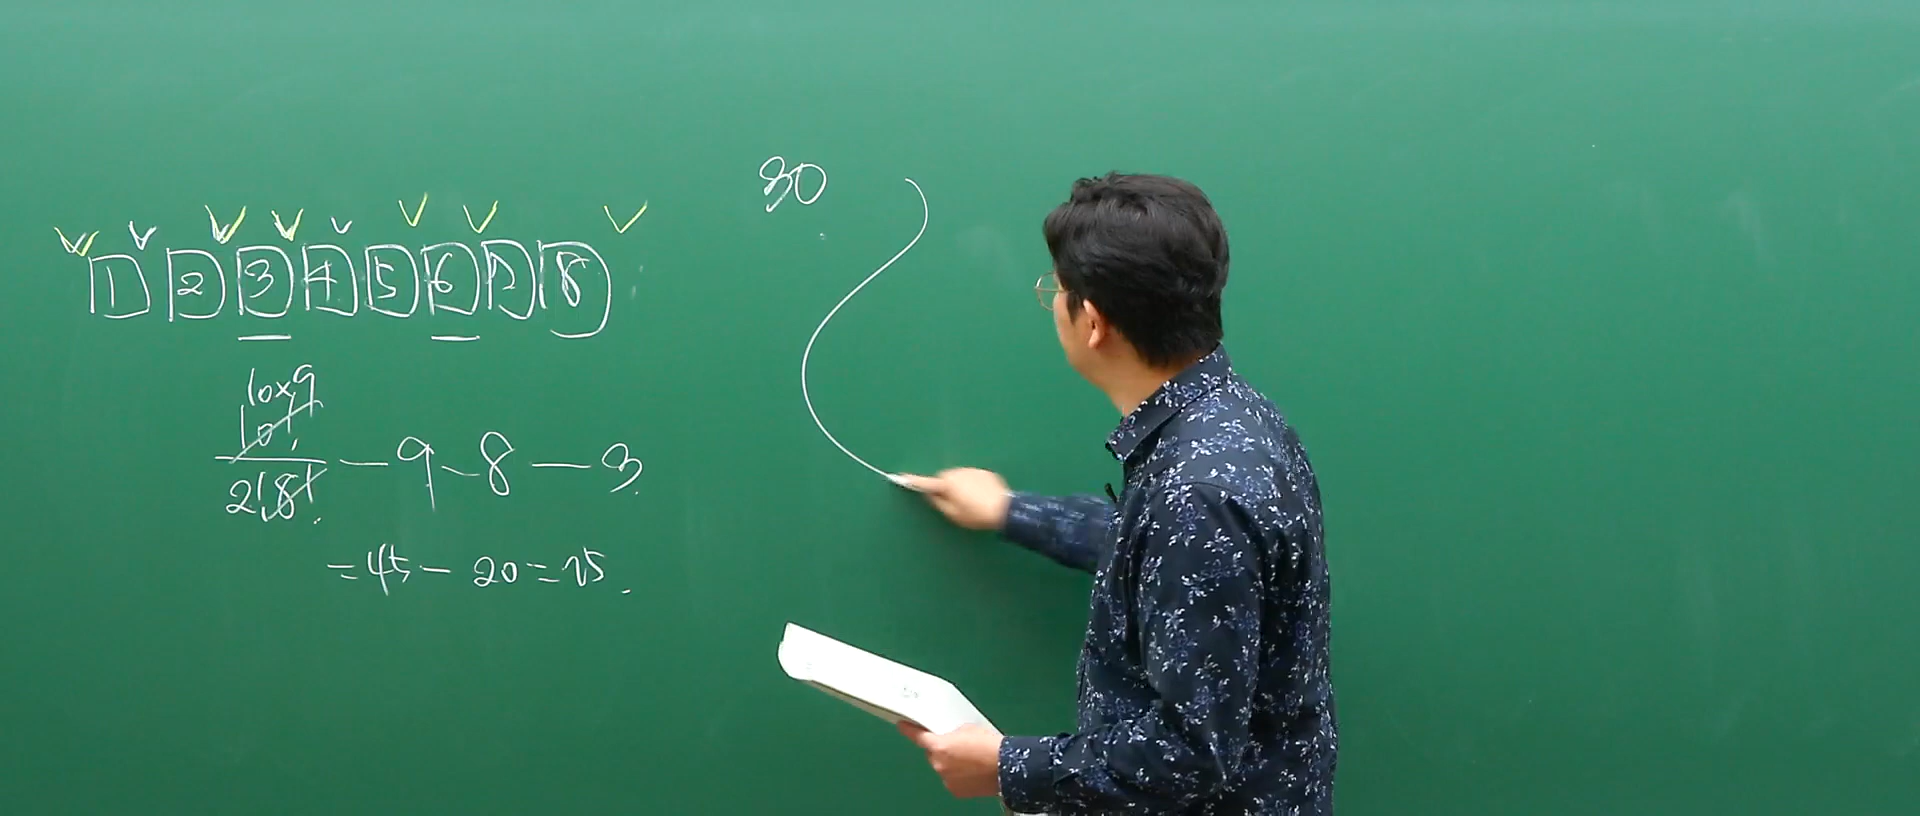 30
1 2 3 4 5 6 7 8
10×9
10!
2!8! - 9 - 8 - 3
= 45 - 20 = 25.